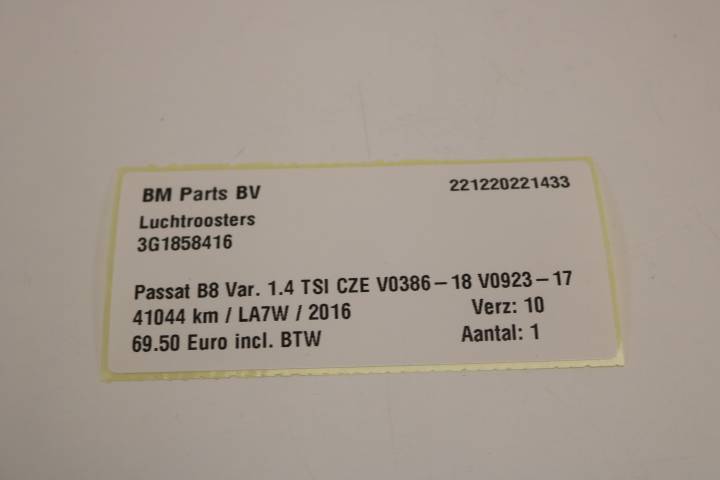 BM Parts BV 221220221433
Luchtroosters
3G1858416
Passat B8 Var. 1.4 TSI CZE V0386-18 V0923-17
41044 km / LA7W / 2016 Verz: 10
69.50 Euro incl. BTW Aantal: 1